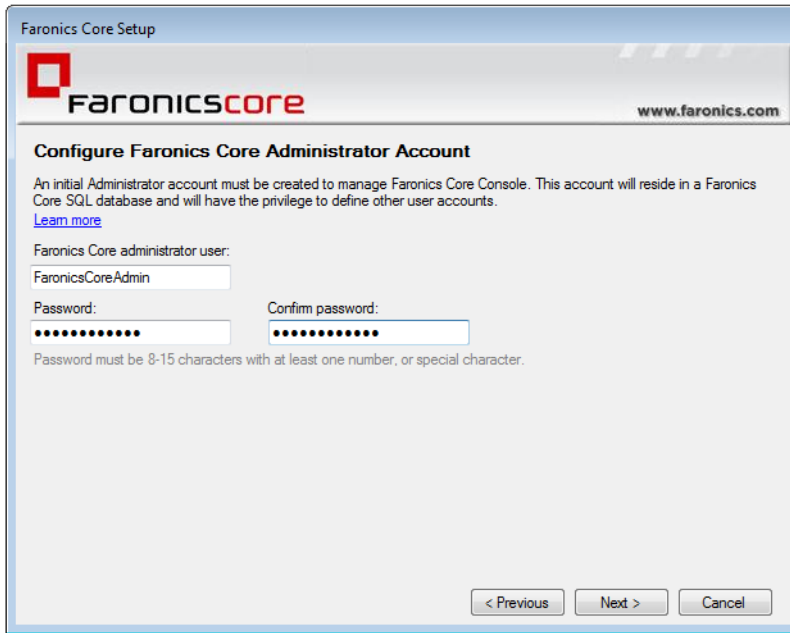 Faronics Core Setup
FARONICSCORE
www.faronics.com
Configure Faronics Core Administrator Account
An initial Administrator account must be created to manage Faronics Core Console. This account will reside in a Faronics
Core SQL database and will have the privilege to define other user accounts.
Learn more
Faronics Core administrator user:
FaronicsCoreAdmin
Password: Confirm password:
●●●●●●●●●●●● ●●●●●●●●●●●●
Password must be 8-15 characters with at least one number, or special character.
< Previous Next > Cancel